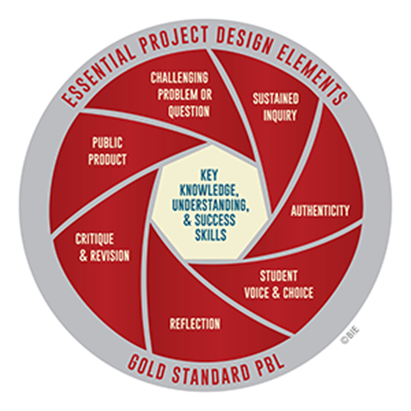 ESSENTIAL PROJECT DESIGN ELEMENTS
CHALLENGING
PROBLEM OR
QUESTION
SUSTAINED
INQUIRY
AUTHENTICITY
STUDENT
VOICE & CHOICE
REFLECTION
CRITIQUE
& REVISION
PUBLIC
PRODUCT
KEY
KNOWLEDGE,
UNDERSTANDING,
& SUCCESS
SKILLS
GOLD STANDARD PBL
©BIE